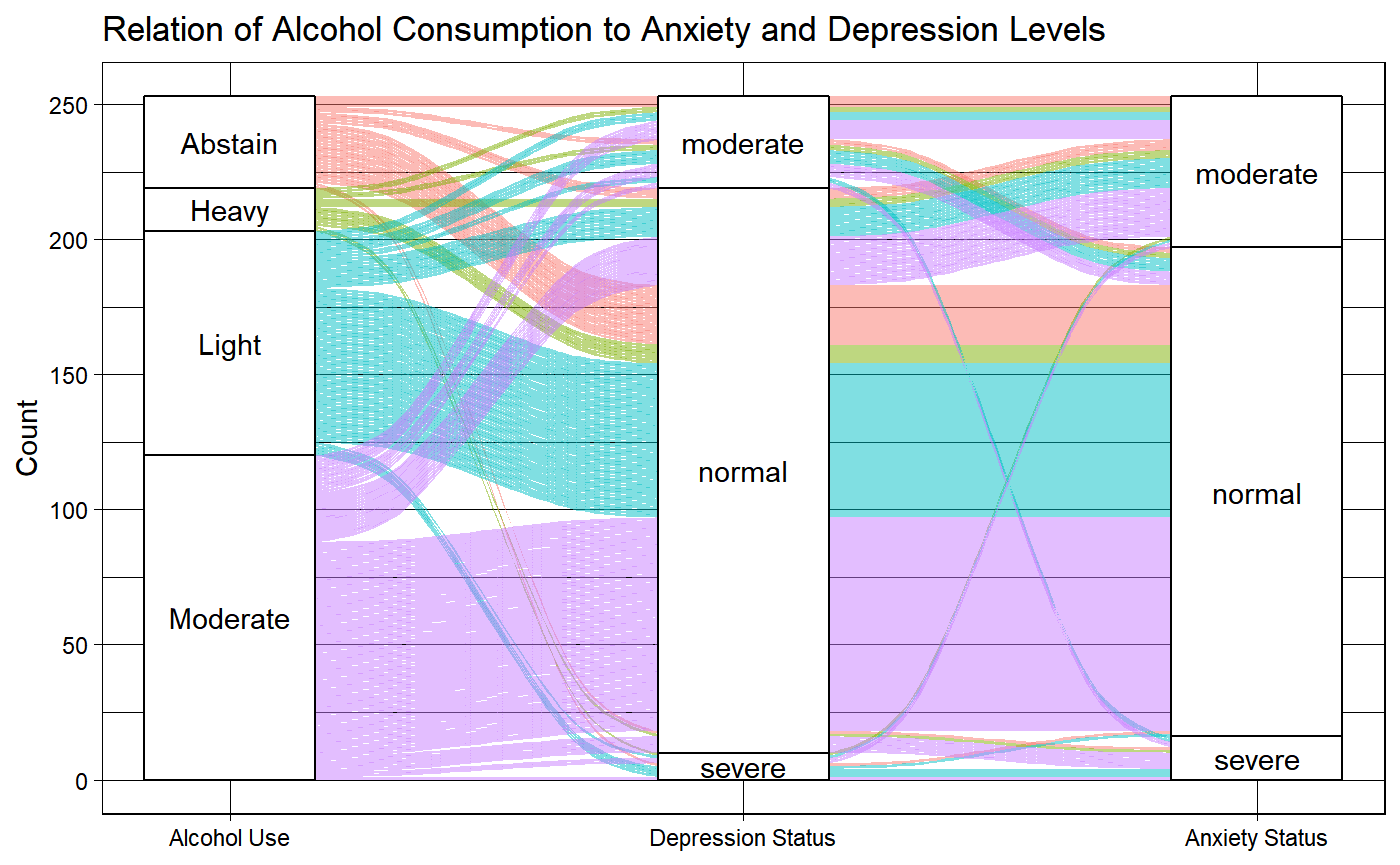 Relation of Alcohol Consumption to Anxiety and Depression Levels
Count
250
200
150
100
50
0
Abstain
Heavy
Light
Moderate
moderate
normal
severe
moderate
normal
severe
Alcohol Use
Depression Status
Anxiety Status